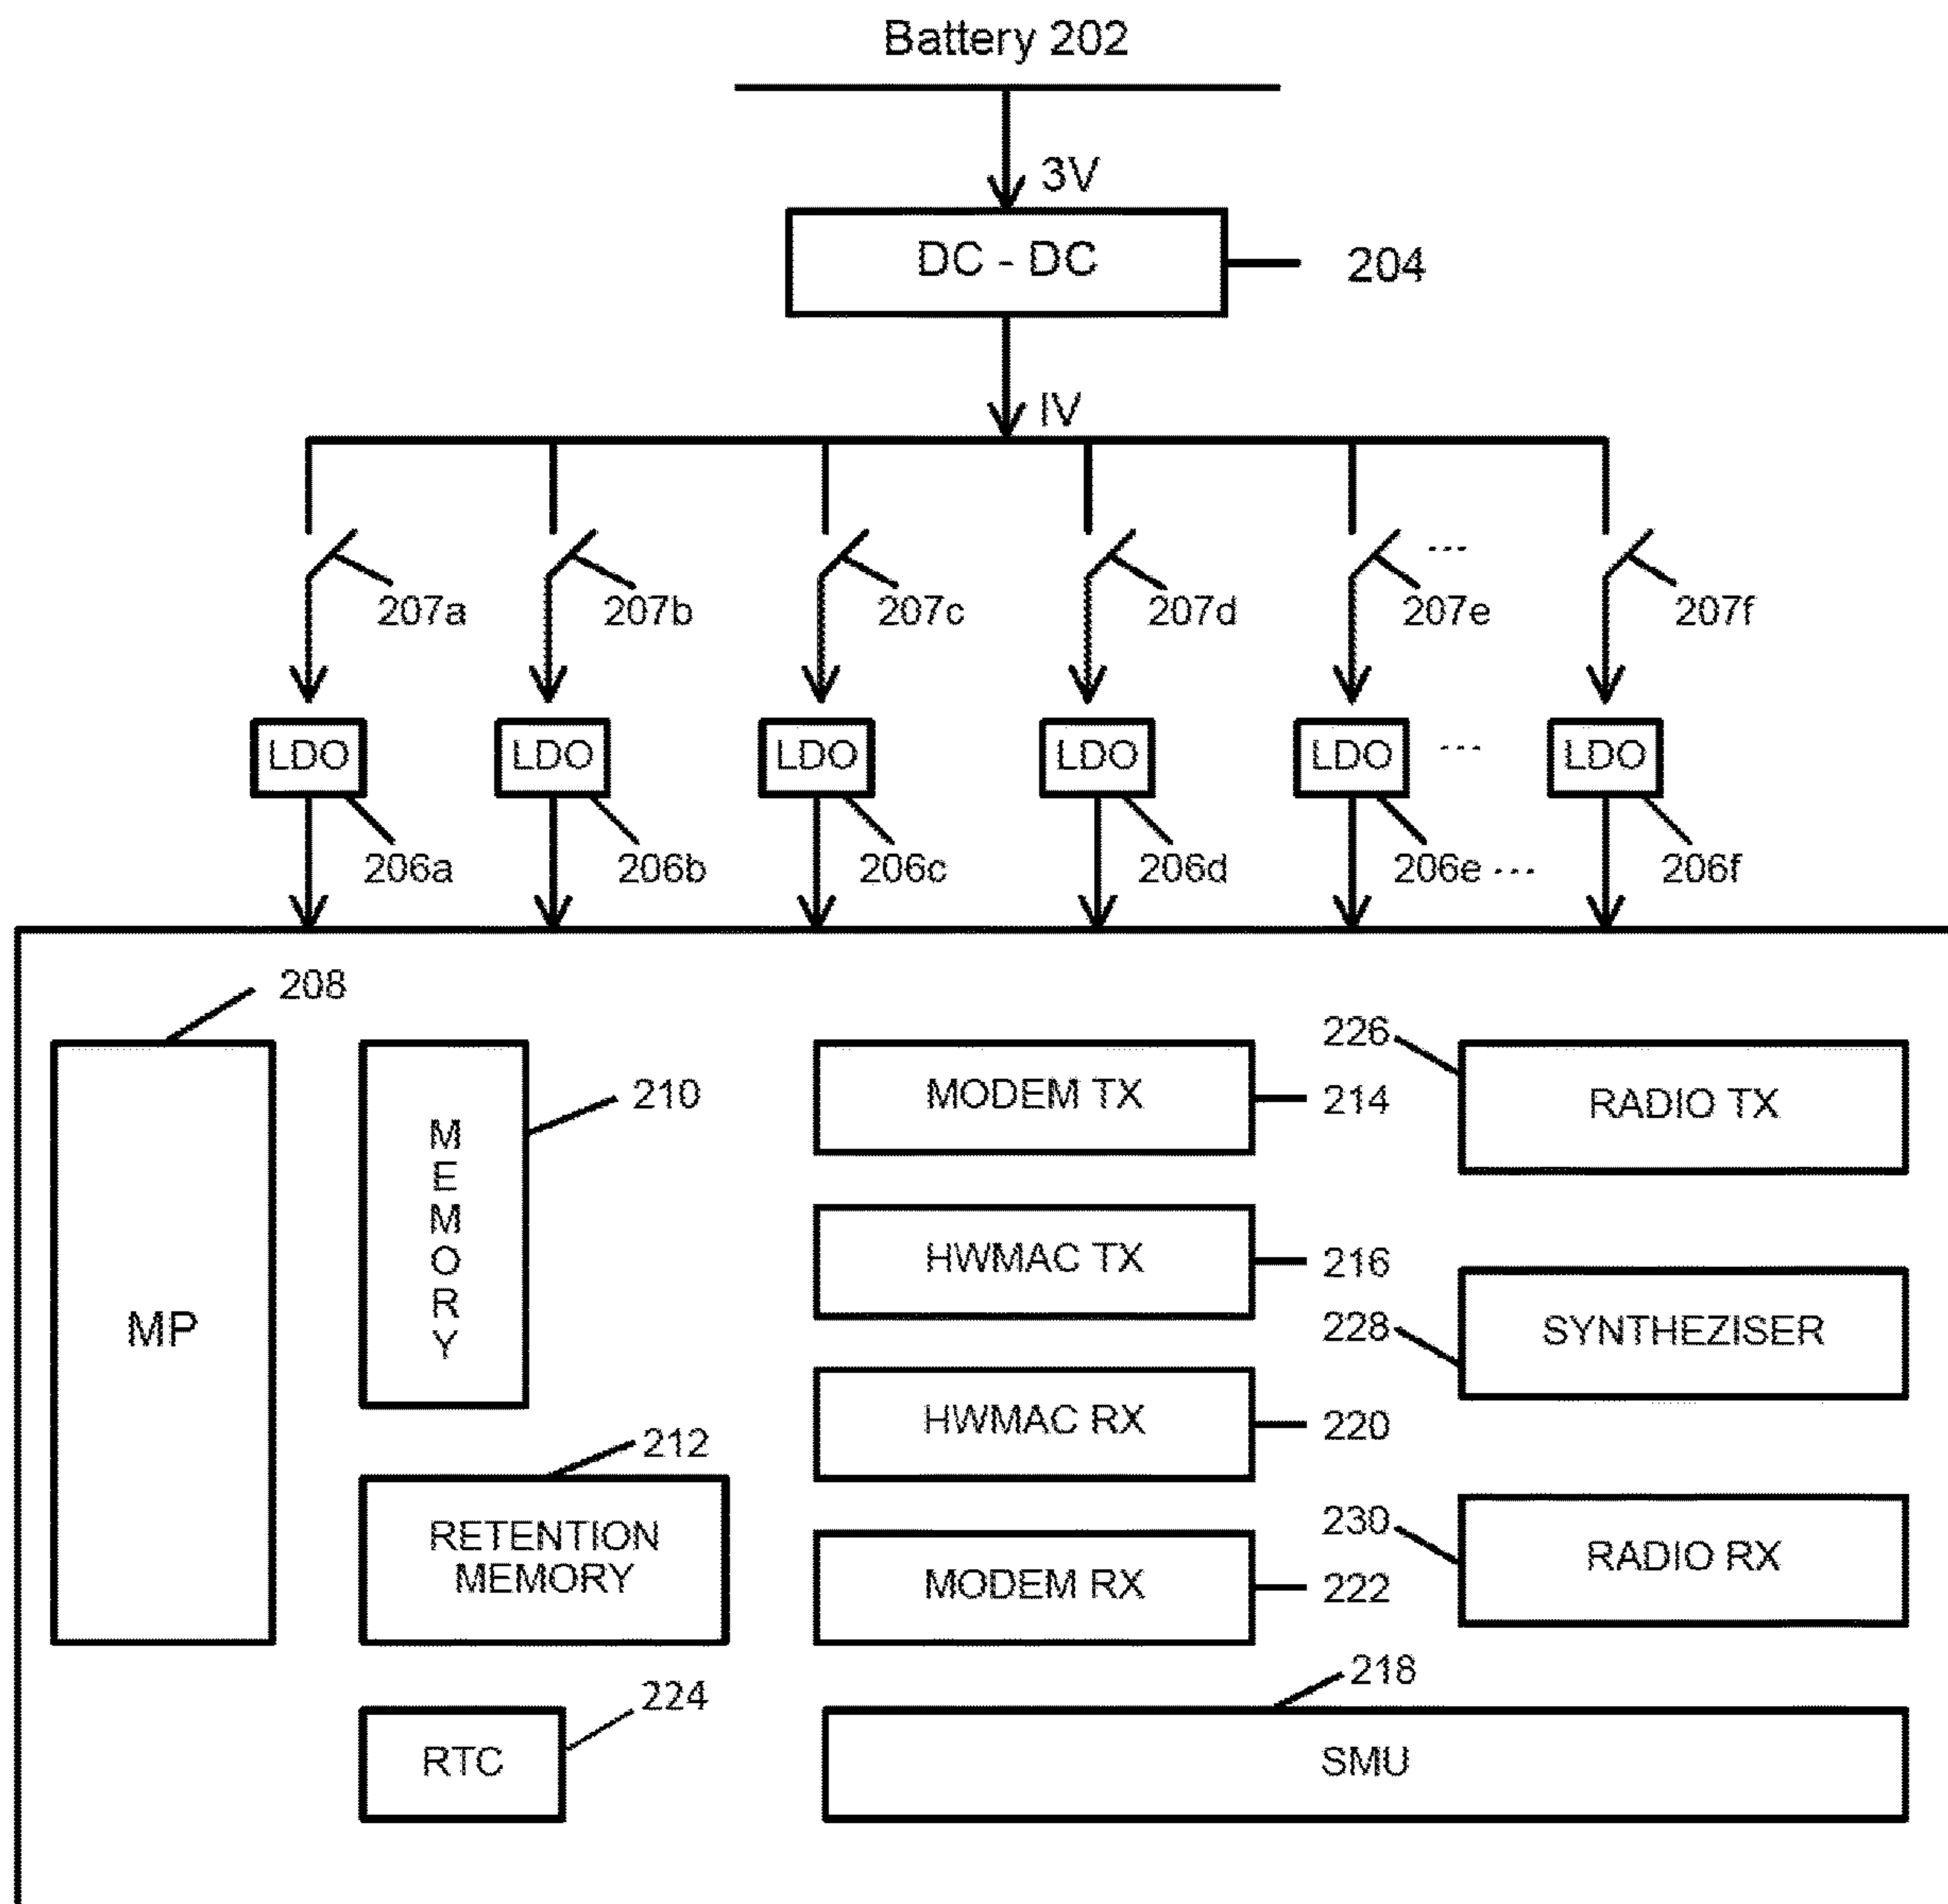 Battery 202
3V
DC - DC
204
IV
207a
207b
207c
207d
207e
...
207f
LDO
LDO
LDO
LDO
LDO
...
LDO
206a
206b
206c
206d
206e ...
206f
208
MP
MEMORY
210
212
RETENTION
MEMORY
RTC
224
MODEM TX
214
HWMAC TX
216
HWMAC RX
220
MODEM RX
222
226
RADIO TX
228
SYNTHEZISER
230
RADIO RX
218
SMU